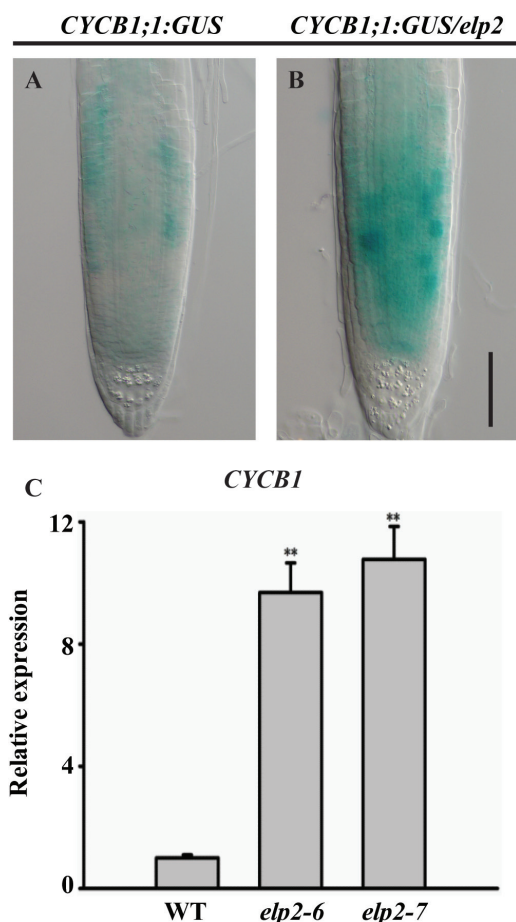 CYCB1;1:GUS CYCB1;1:GUS/elp2
A B
C CYCB1
Relative expression
12
8
4
0
** **
WT elp2-6 elp2-7